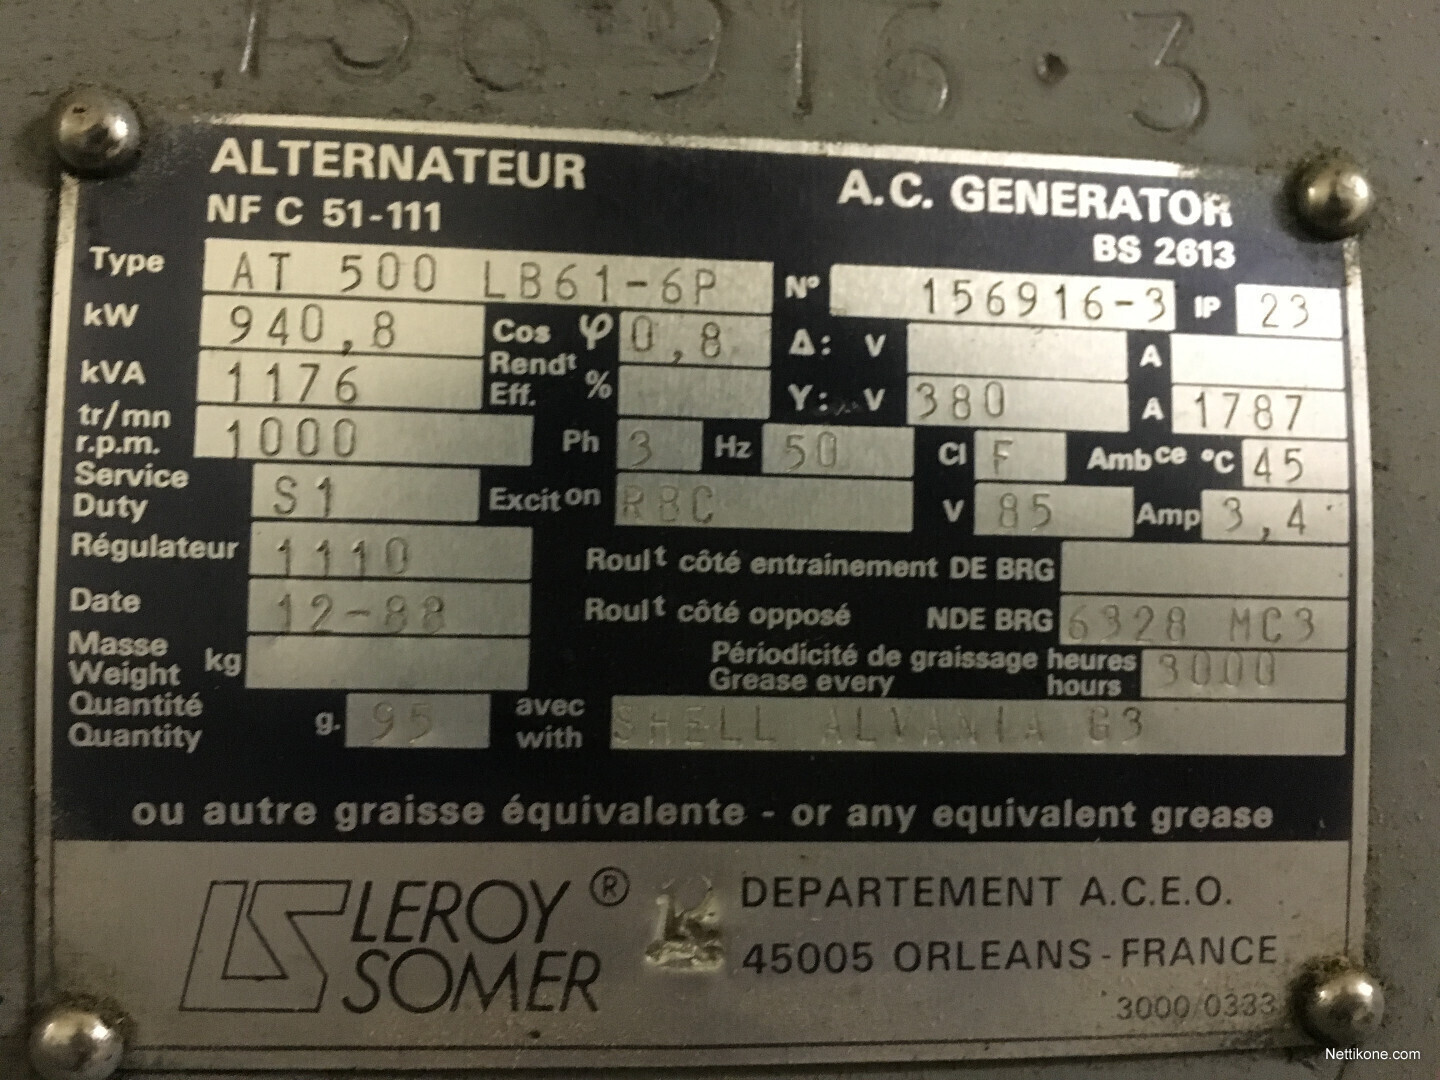 156916·3
ALTERNATEUR
A.C. GENERATOR
NF C 51-111
BS 2613
Type AT 500 LB61-6P N° 156916-3 IP 23
kW 940,8 Cos φ 0,8 Δ: V A
kVA 1176 Rendt Eff. % Y: V 380 A 1787
tr/mn r.p.m. 1000 Ph 3 Hz 50 Cl F Ambce °C 45
Service Duty S1 Exciton R8C V 85 Amp 3,4
Régulateur 1110 Roult côté entrainement DE BRG
Date 12-88 Roult côté opposé NDE BRG 6328 MC3
Masse Weight kg Périodicité de graissage heures
Grease every hours 3000
Quantité Quantity g. 95 avec with SHELL ALVANIA G3
ou autre graisse équivalente - or any equivalent grease
LS LEROY SOMER ®
DEPARTEMENT A.C.E.O.
45005 ORLEANS - FRANCE
3000/0333
Nettikone.com